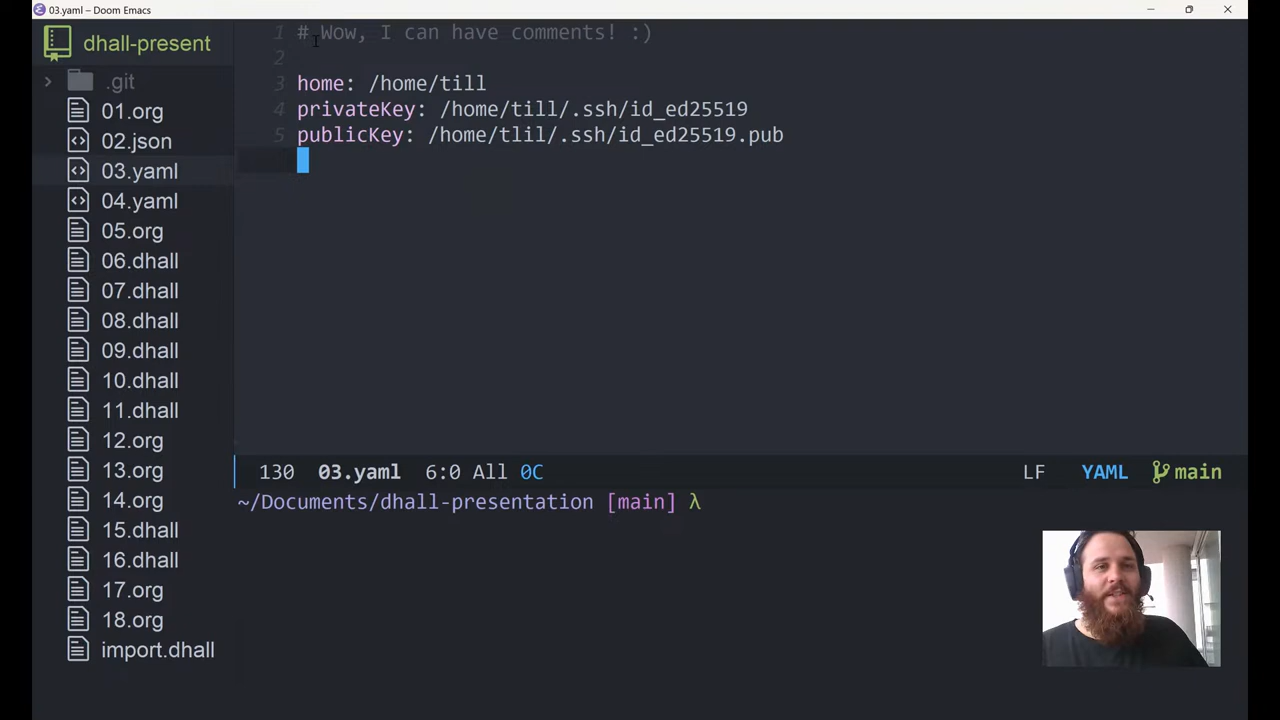 03.yaml – Doom Emacs
dhall-present
.git
01.org
02.json
03.yaml
04.yaml
05.org
06.dhall
07.dhall
08.dhall
09.dhall
10.dhall
11.dhall
12.org
13.org
14.org
15.dhall
16.dhall
17.org
18.org
import.dhall
1 # Wow, I can have comments! :)
2
3 home: /home/till
4 privateKey: /home/till/.ssh/id_ed25519
5 publicKey: /home/tlil/.ssh/id_ed25519.pub
130 03.yaml 6:0 All 0C LF YAML main
~/Documents/dhall-presentation [main] λ